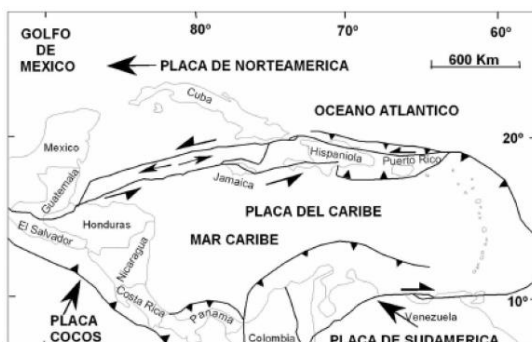 GOLFO
DE
MEXICO
80°
70°
60°
PLACA DE NORTEAMERICA
600 Km
Cuba
OCEANO ATLANTICO
20°
Mexico
Hispaniola
Puerto Rico
Guatemala
Jamaica
Honduras
PLACA DEL CARIBE
El Salvador
MAR CARIBE
Nicaragua
Costa Rica
10°
Panama
PLACA
COCOS
Colombia
Venezuela
PLACA DE SUDAMERICA